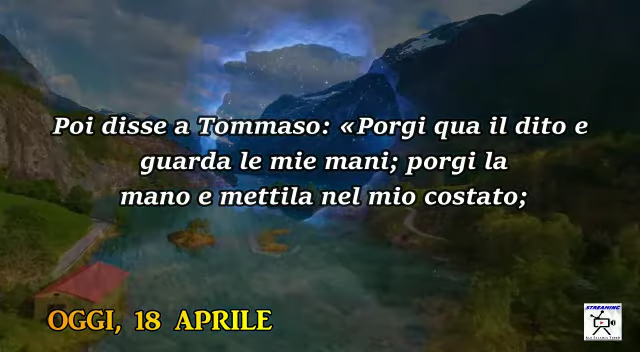 Poi disse a Tommaso: «Porgi qua il dito e
guarda le mie mani; porgi la
mano e mettila nel mio costato;
OGGI, 18 APRILE
STREAMING